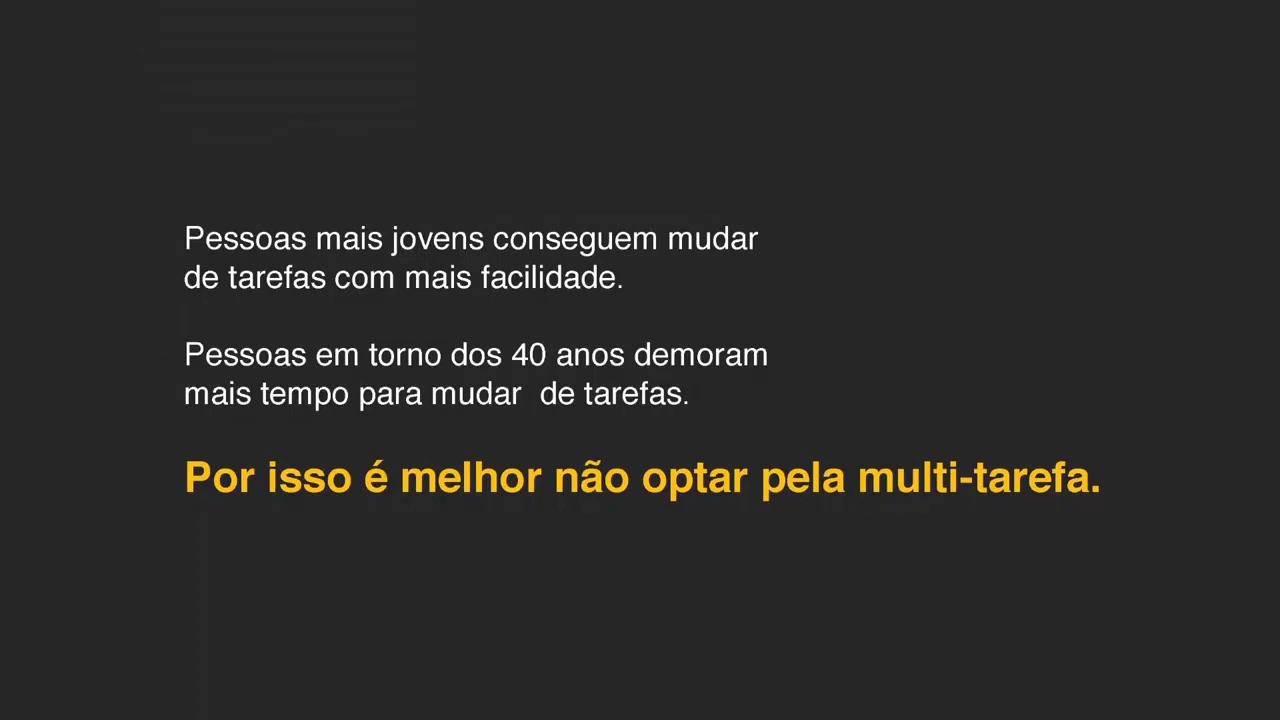 Pessoas mais jovens conseguem mudar
de tarefas com mais facilidade.
Pessoas em torno dos 40 anos demoram
mais tempo para mudar  de tarefas.
Por isso é melhor não optar pela multi-tarefa.